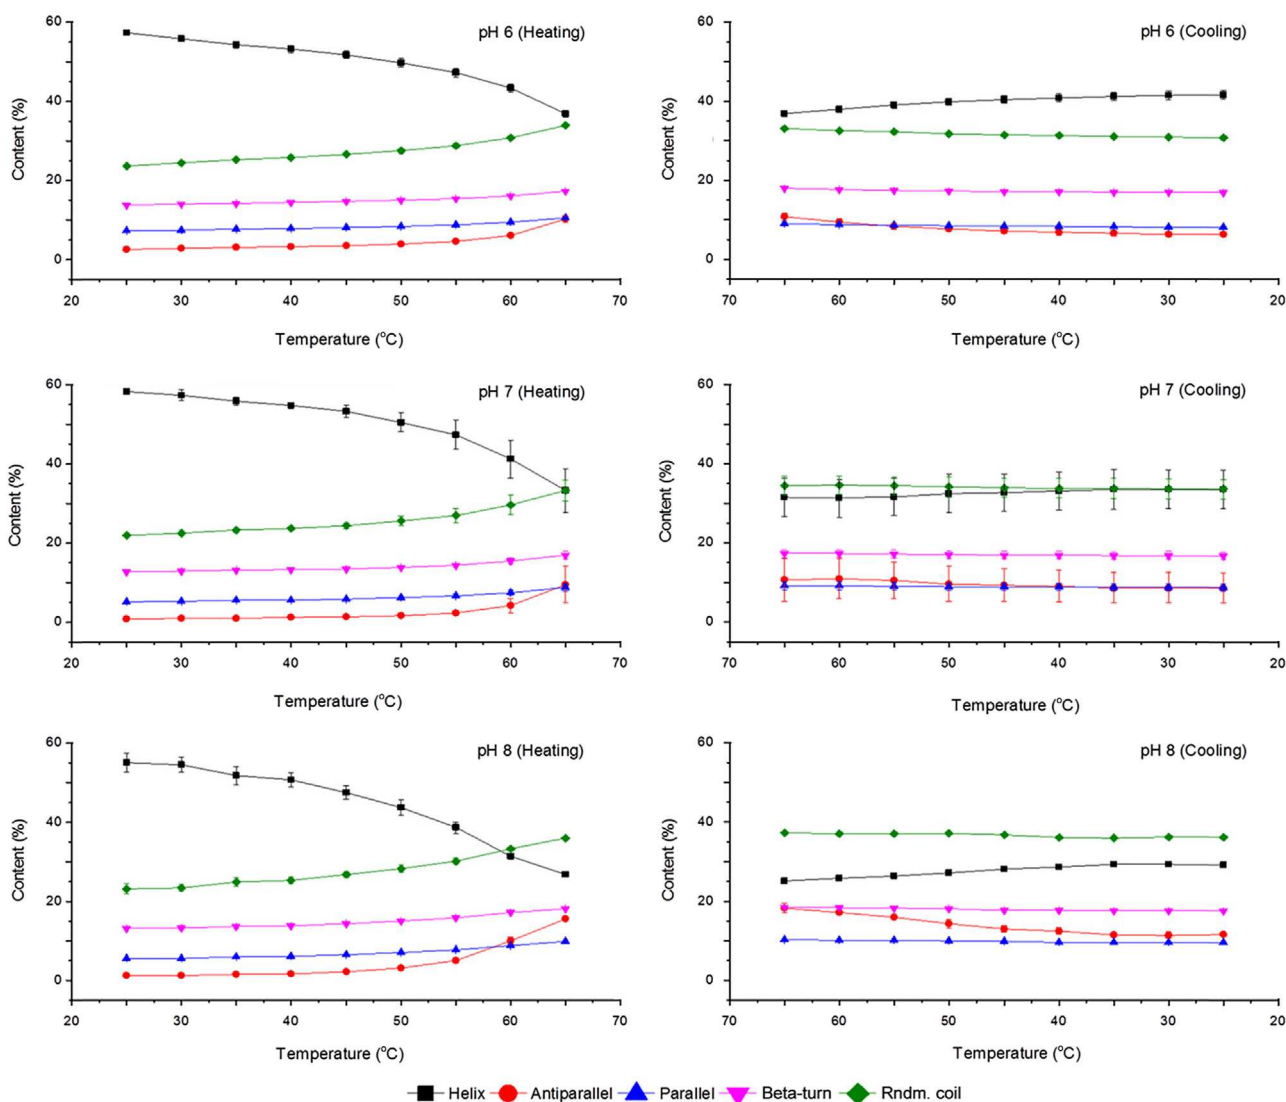 pH 6 (Heating)
60
40
20
0
Content (%)
20 30 40 50 60 70
Temperature (°C)
pH 6 (Cooling)
60
40
20
0
Content (%)
70 60 50 40 30 20
Temperature (°C)
pH 7 (Heating)
60
40
20
0
Content (%)
20 30 40 50 60 70
Temperature (°C)
pH 7 (Cooling)
60
40
20
0
Content (%)
70 60 50 40 30 20
Temperature (°C)
pH 8 (Heating)
60
40
20
0
Content (%)
20 30 40 50 60 70
Temperature (°C)
pH 8 (Cooling)
60
40
20
0
Content (%)
70 60 50 40 30 20
Temperature (°C)
Helix Antiparallel Parallel Beta-turn Rndm. coil